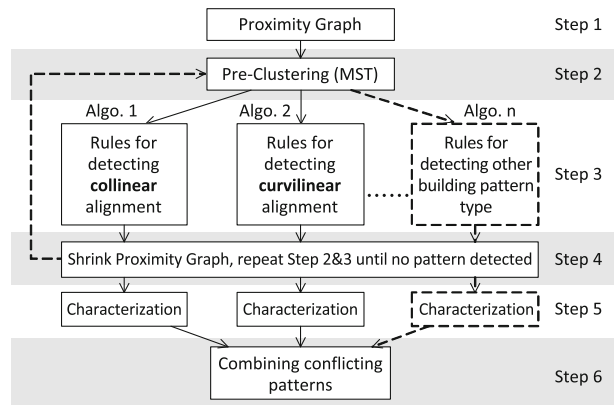 Proximity Graph
Step 1
Pre-Clustering (MST)
Step 2
Algo. 1
Algo. 2
Algo. n
Rules for
detecting
collinear
alignment
Rules for
detecting
curvilinear
alignment
Rules for
detecting other
building pattern
type
Step 3
Shrink Proximity Graph, repeat Step 2&3 until no pattern detected
Step 4
Characterization
Characterization
Characterization
Step 5
Combining conflicting
patterns
Step 6